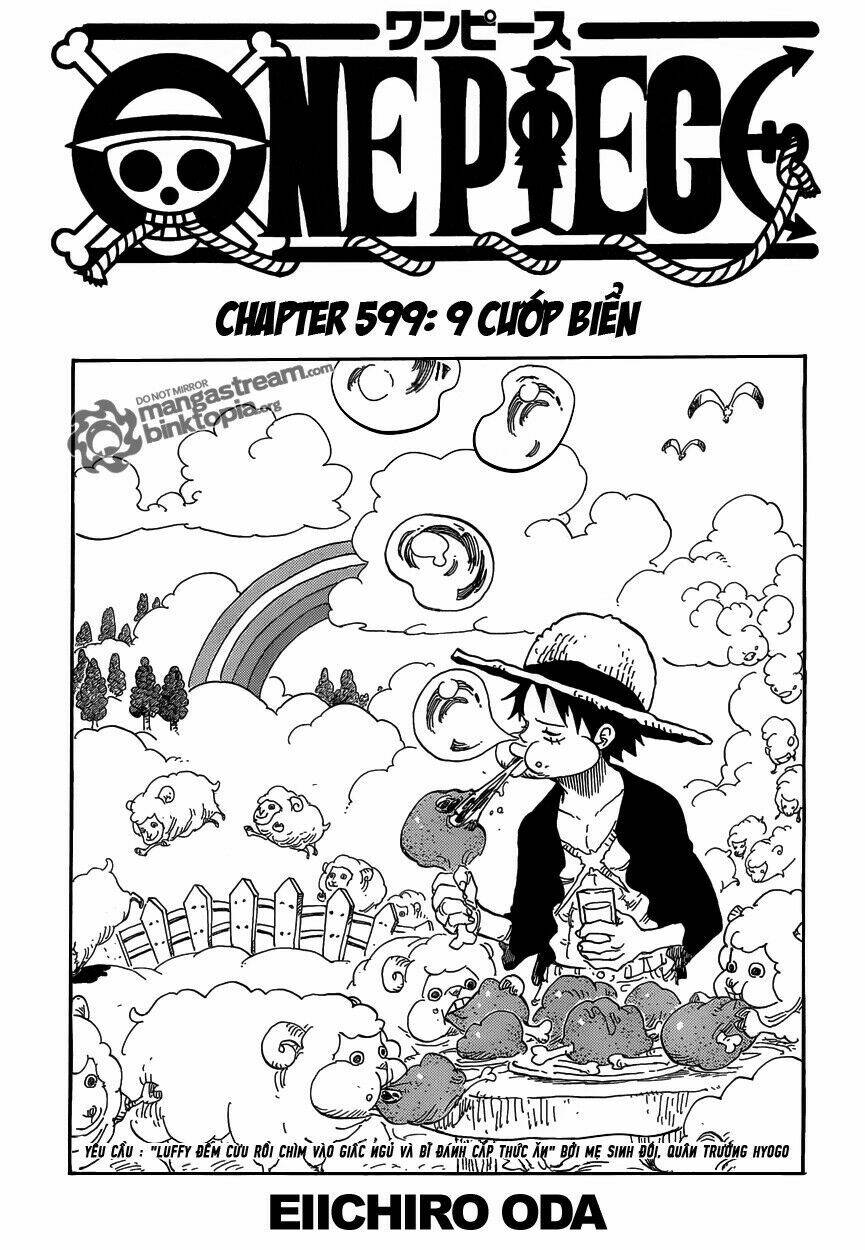 ワンピース
ONE PIECE
CHAPTER 599: 9 CƯỚP BIỂN
DO NOT MIRROR
mangastream.com
binktopia.org
YÊU CẦU : "LUFFY ĐẾM CỪU RỒI CHÌM VÀO GIẤC NGỦ VÀ BỊ ĐÁNH CẮP THỨC ĂN" BỞI MẸ SINH ĐÔI, QUẬN TRƯỞNG HYOGO
EIICHIRO ODA